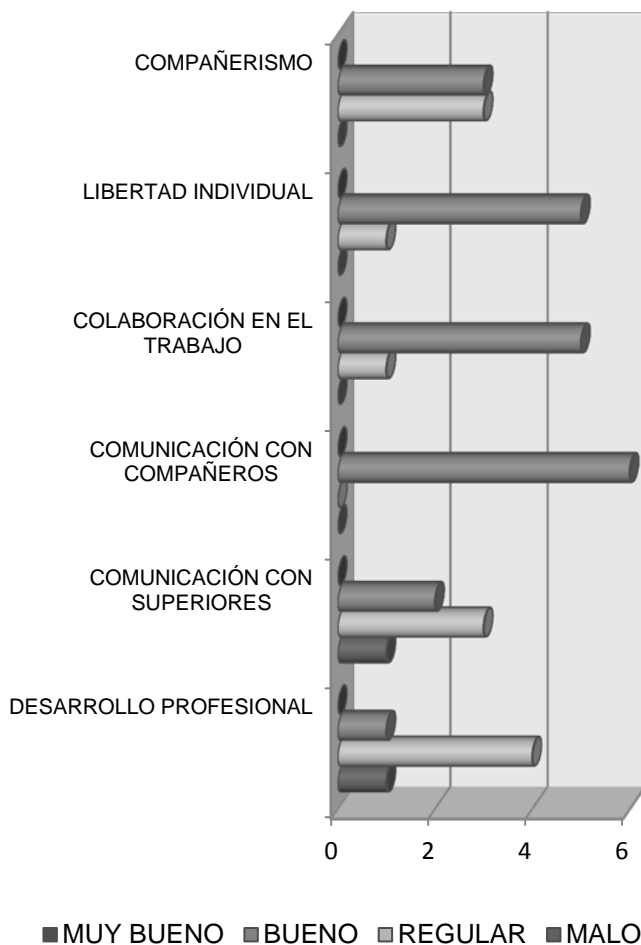 COMPAÑERISMO
LIBERTAD INDIVIDUAL
COLABORACIÓN EN EL
TRABAJO
COMUNICACIÓN CON
COMPAÑEROS
COMUNICACIÓN CON
SUPERIORES
DESARROLLO PROFESIONAL
0 2 4 6
MUY BUENO BUENO REGULAR MALO